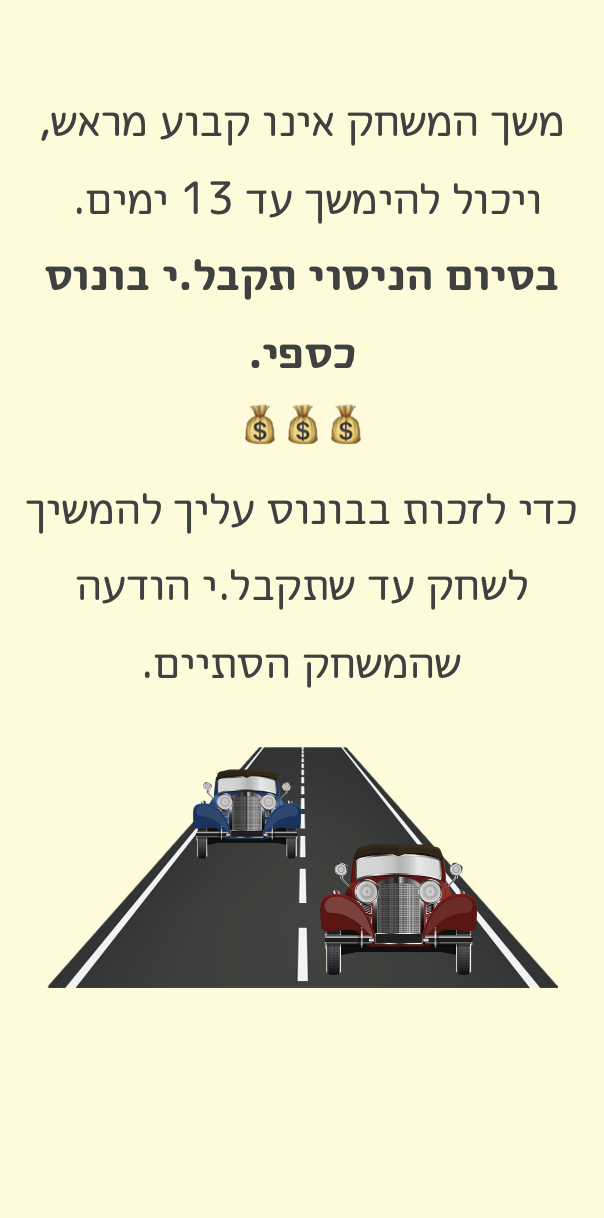 משך המשחק אינו קבוע מראש,
ויכול להימשך עד 13 ימים.
בסיום הניסוי תקבל.י בונוס
כספי.
💰💰💰
כדי לזכות בבונוס עליך להמשיך
לשחק עד שתקבל.י הודעה
שהמשחק הסתיים.